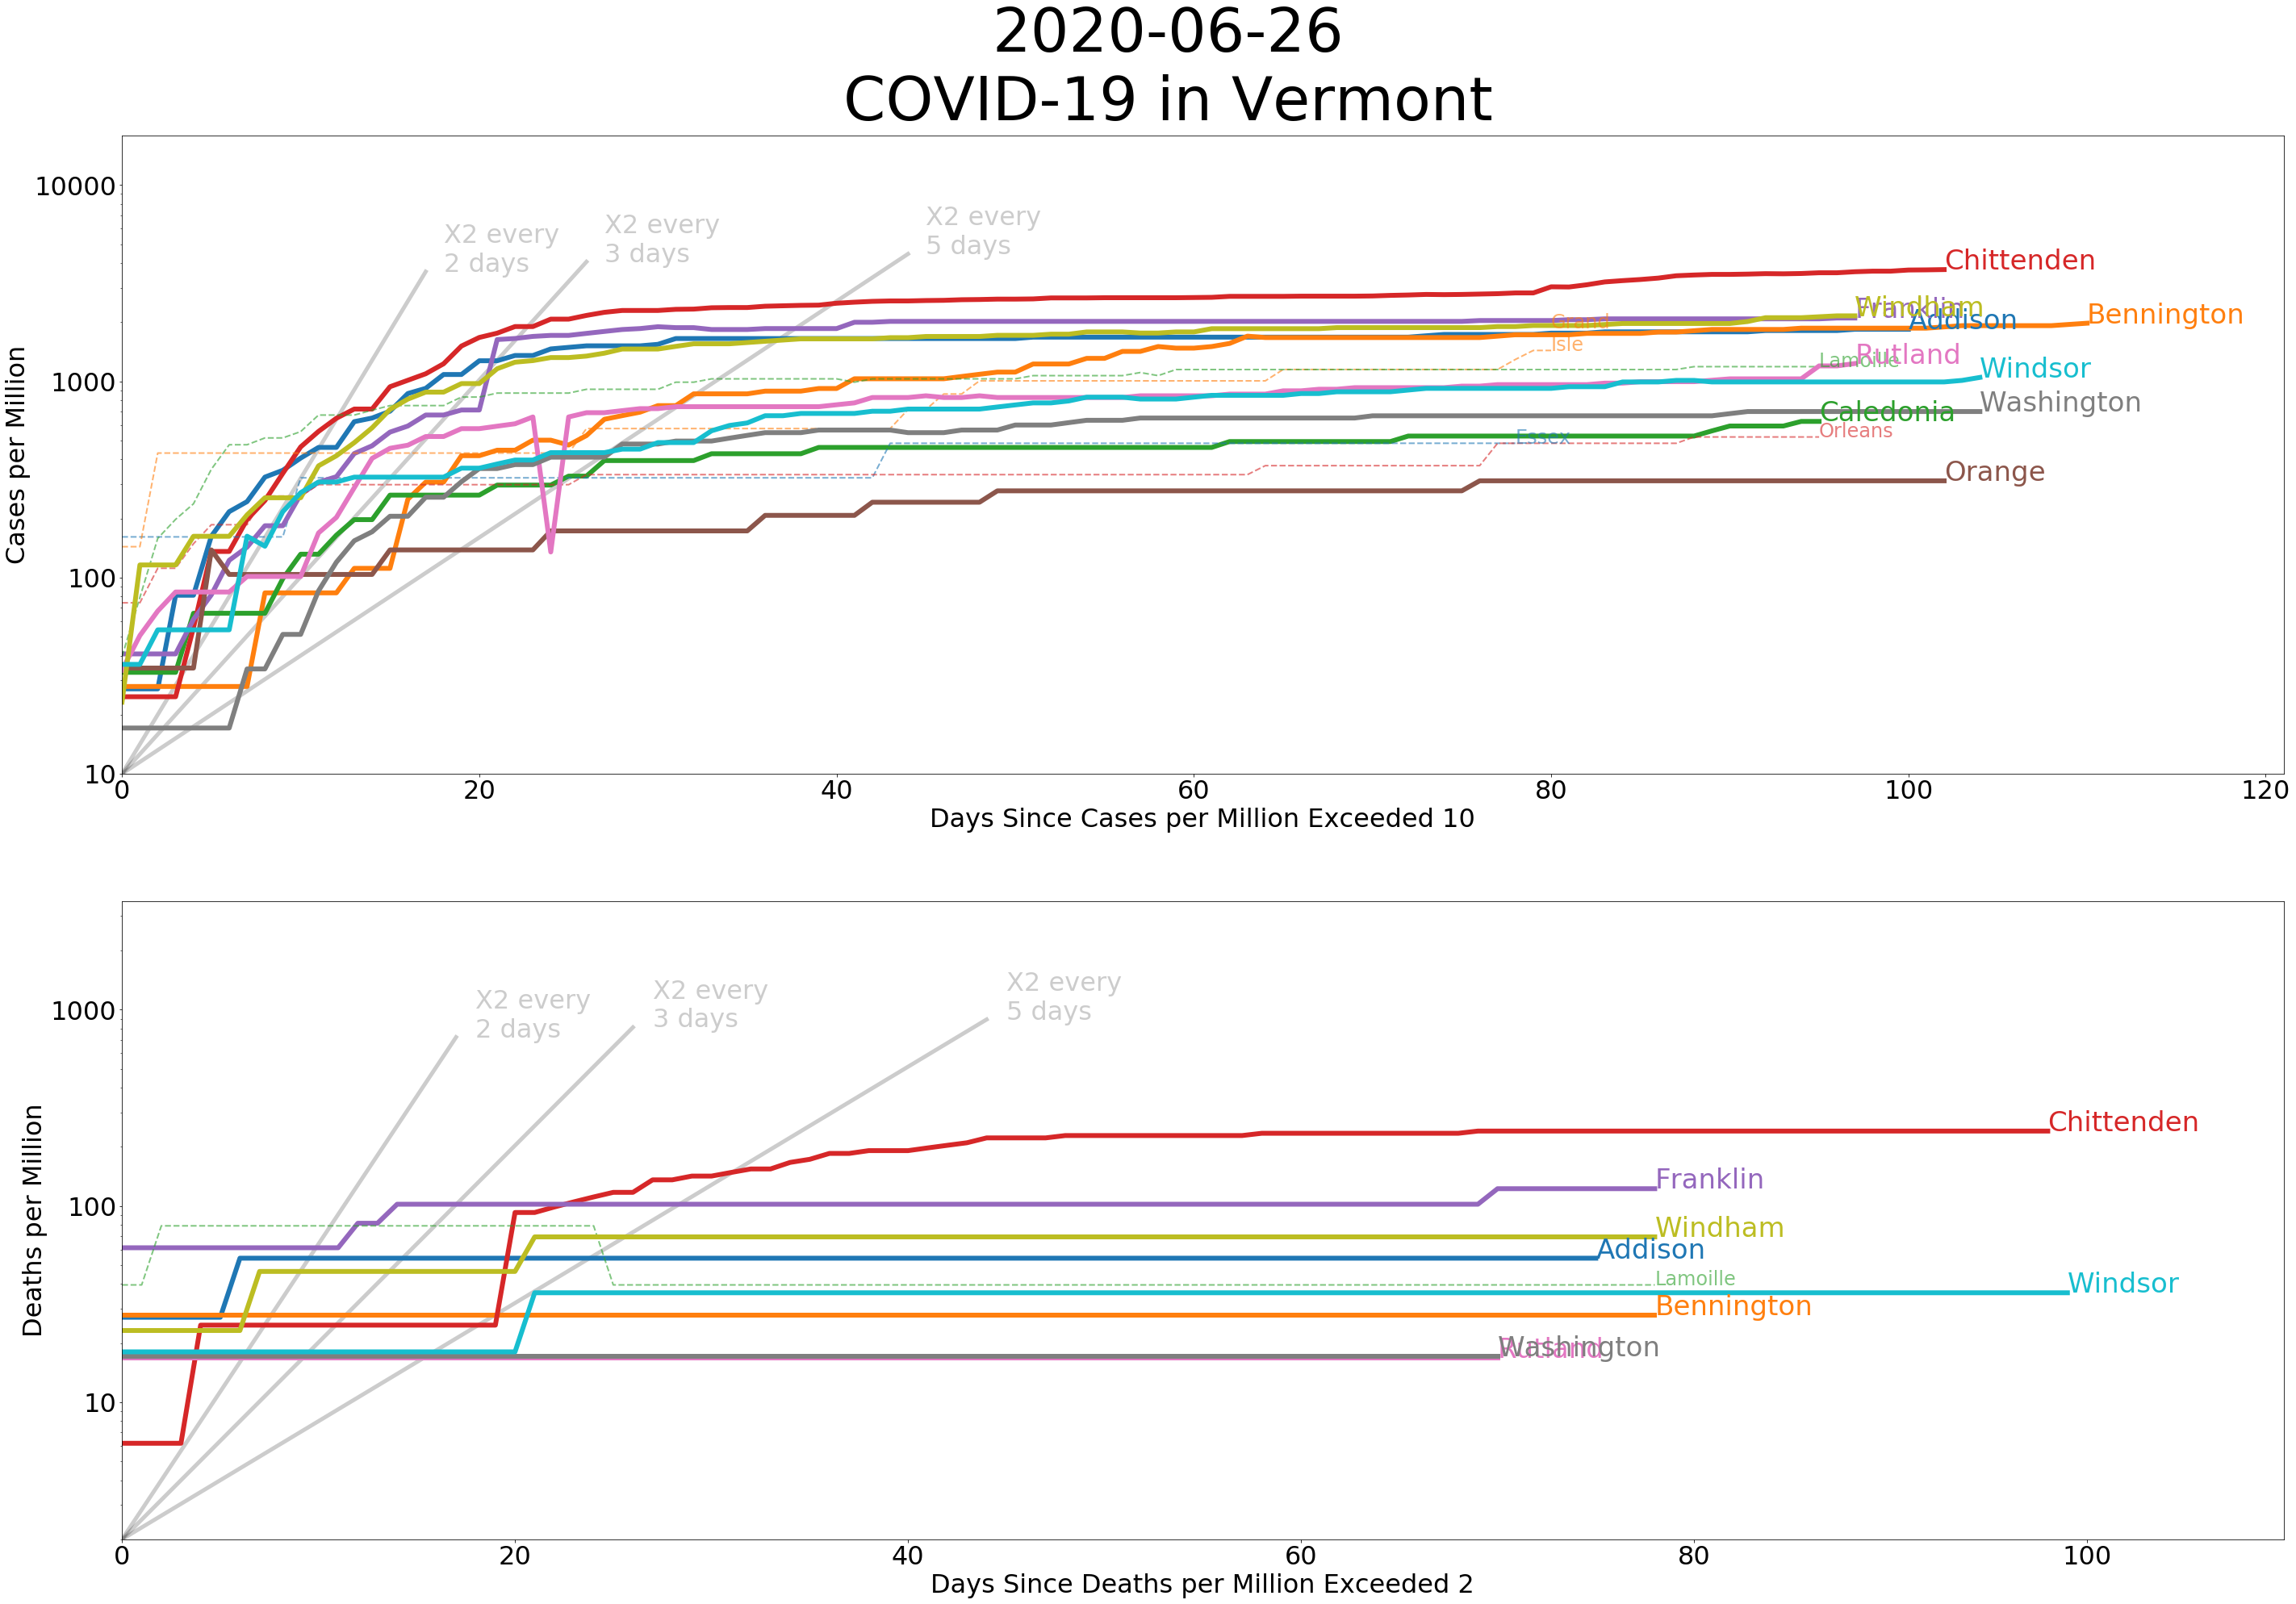 2020-06-26
COVID-19 in Vermont
10000
1000
100
10
Cases per Million
X2 every
2 days
X2 every
3 days
X2 every
5 days
Chittenden
Windham
Franklin
Bennington
Addison
Grand
Isle
Rutland
Lamoille
Windsor
Washington
Caledonia
Orleans
Essex
Orange
0
20
40
60
80
100
120
Days Since Cases per Million Exceeded 10
1000
100
10
Deaths per Million
X2 every
2 days
X2 every
3 days
X2 every
5 days
Chittenden
Franklin
Windham
Addison
Lamoille
Windsor
Bennington
Washington
Rutland
0
20
40
60
80
100
Days Since Deaths per Million Exceeded 2